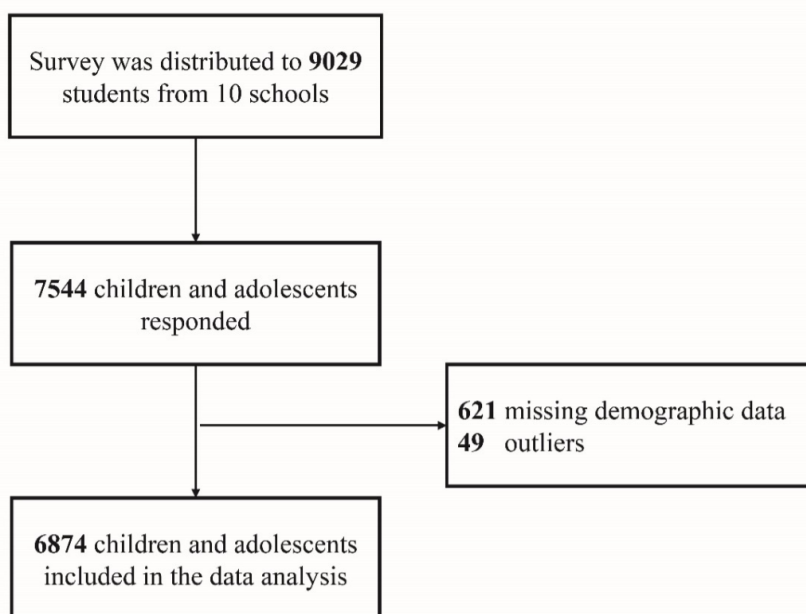 Survey was distributed to 9029
students from 10 schools
7544 children and adolescents
responded
621 missing demographic data
49 outliers
6874 children and adolescents
included in the data analysis